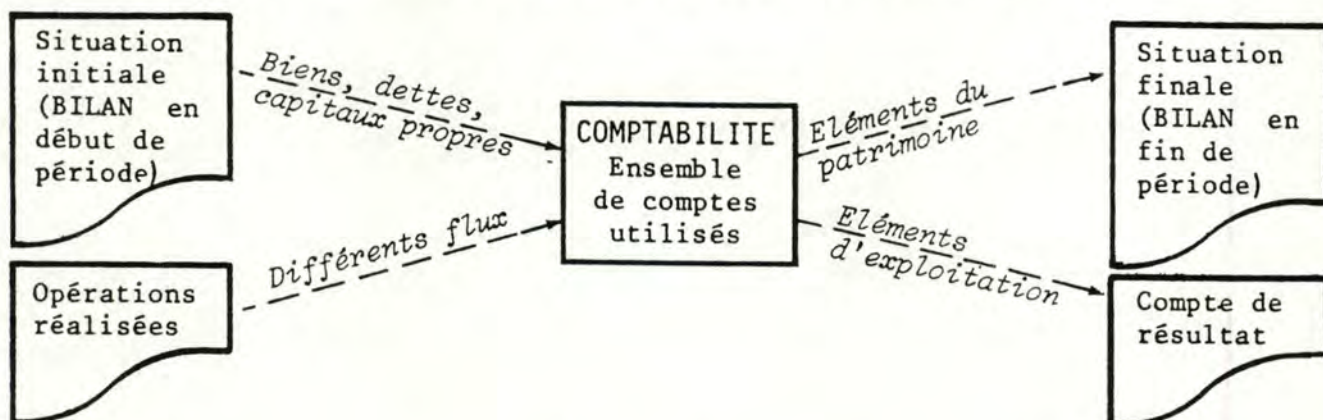 Situation
initiale
(BILAN en
début de
période)
Biens, dettes,
capitaux propres
Opérations
réalisées
Différents flux
COMPTABILITE
Ensemble
de comptes
utilisés
Eléments du
patrimoine
Situation
finale
(BILAN en
fin de
période)
Eléments
d'exploitation
Compte de
résultat